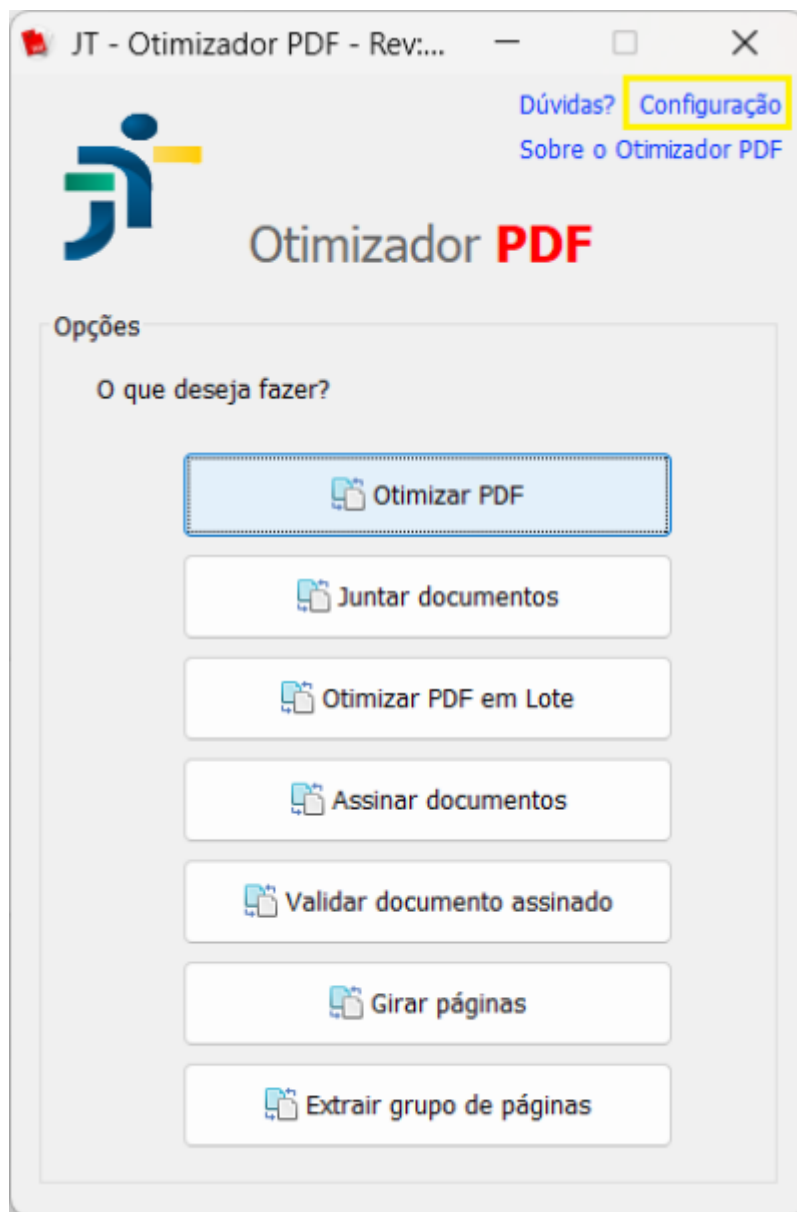 JT - Otimizador PDF - Rev:...
Dúvidas? Configuração
Sobre o Otimizador PDF
Otimizador PDF
Opções
O que deseja fazer?
Otimizar PDF
Juntar documentos
Otimizar PDF em Lote
Assinar documentos
Validar documento assinado
Girar páginas
Extrair grupo de páginas